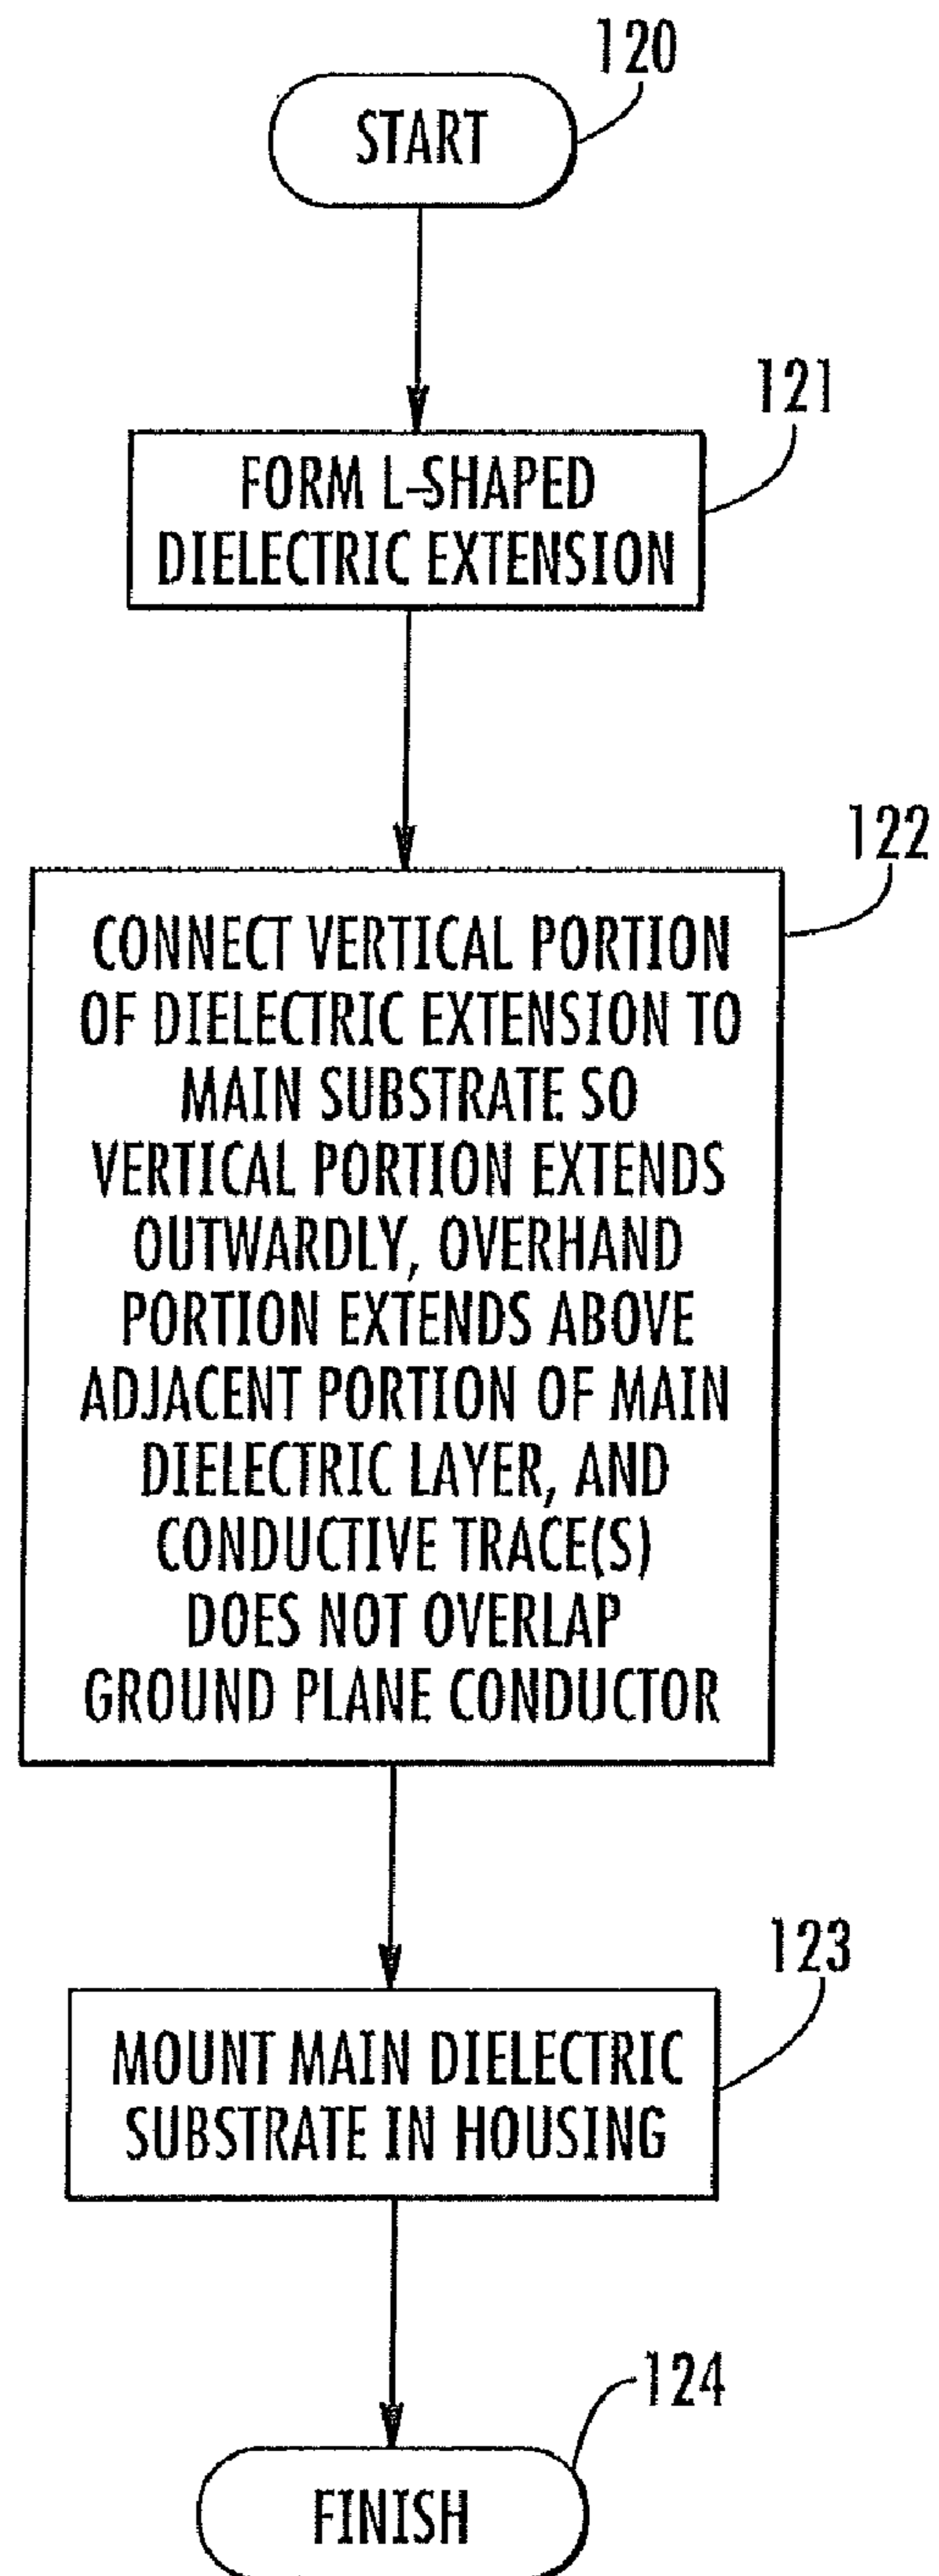 120
START
121
FORM L-SHAPED
DIELECTRIC EXTENSION
122
CONNECT VERTICAL PORTION
OF DIELECTRIC EXTENSION TO
MAIN SUBSTRATE SO
VERTICAL PORTION EXTENDS
OUTWARDLY, OVERHAND
PORTION EXTENDS ABOVE
ADJACENT PORTION OF MAIN
DIELECTRIC LAYER, AND
CONDUCTIVE TRACE(S)
DOES NOT OVERLAP
GROUND PLANE CONDUCTOR
123
MOUNT MAIN DIELECTRIC
SUBSTRATE IN HOUSING
124
FINISH